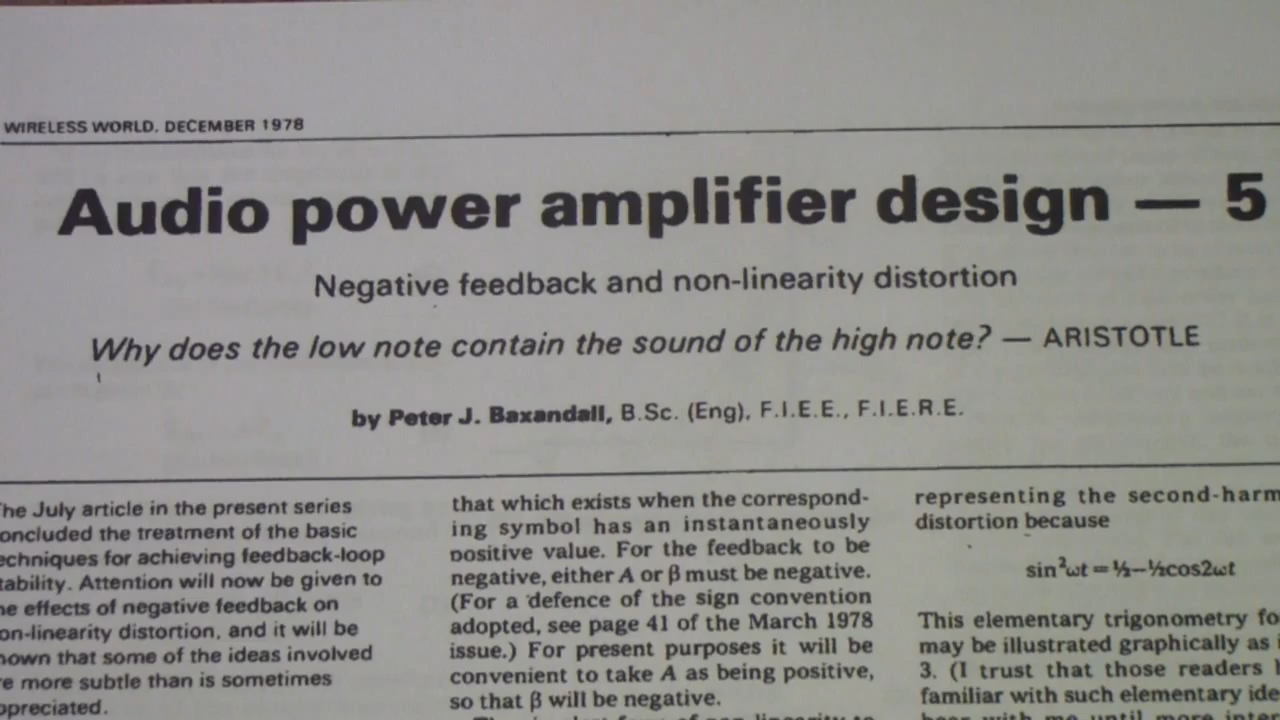 WIRELESS WORLD, DECEMBER 1978
Audio power amplifier design — 5
Negative feedback and non-linearity distortion
Why does the low note contain the sound of the high note? — ARISTOTLE
by Peter J. Baxandall, B.Sc. (Eng), F.I.E.E., F.I.E.R.E.
he July article in the present series
oncluded the treatment of the basic
echniques for achieving feedback-loop
tability. Attention will now be given to
he effects of negative feedback on
on-linearity distortion, and it will be
hown that some of the ideas involved
re more subtle than is sometimes
ppreciated.
that which exists when the correspond-
ing symbol has an instantaneously
positive value. For the feedback to be
negative, either A or β must be negative.
(For a defence of the sign convention
adopted, see page 41 of the March 1978
issue.) For present purposes it will be
convenient to take A as being positive,
so that β will be negative.
representing the second-harm
distortion because
sin²ωt=½–½cos2ωt
This elementary trigonometry fo
may be illustrated graphically as i
3. (I trust that those readers
familiar with such elementary ide